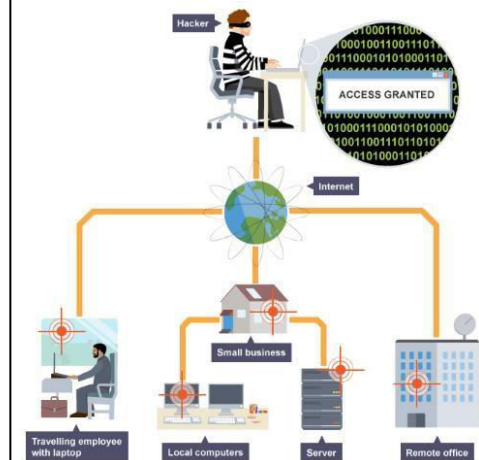 Hacker
ACCESS GRANTED
Internet
Small business
Travelling employee
with laptop
Local computers
Server
Remote office